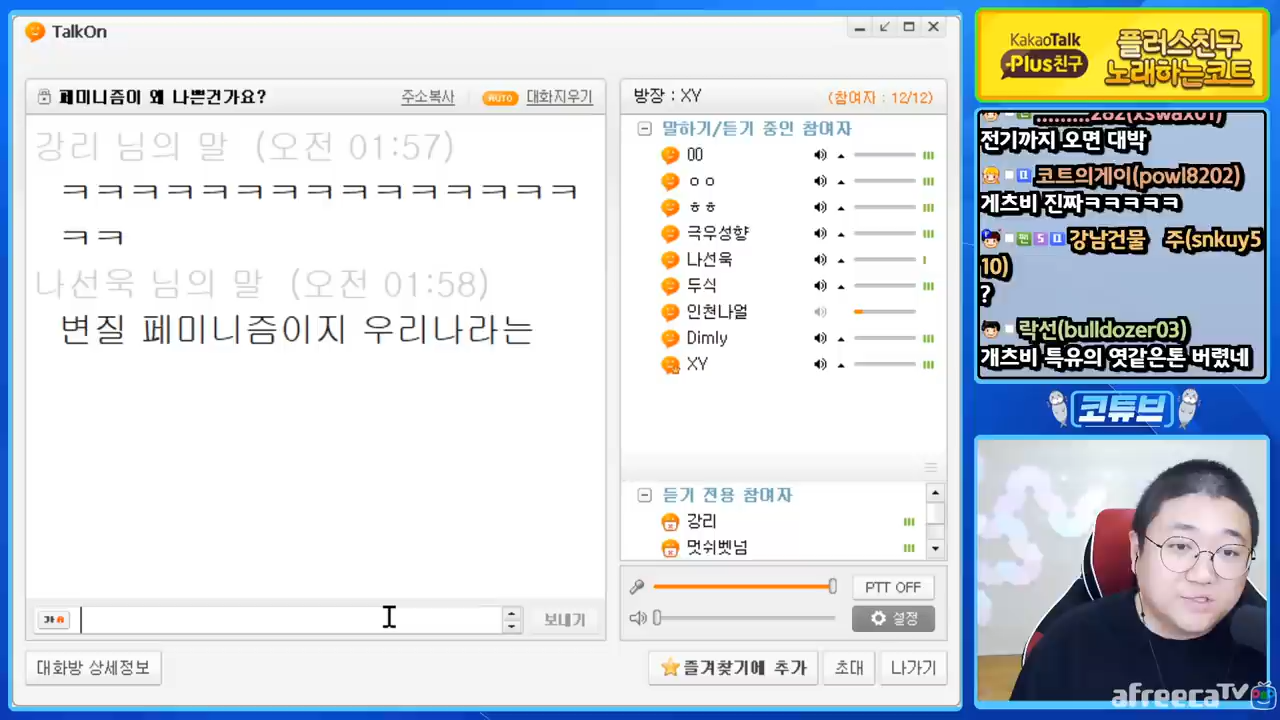 TalkOn
페미니즘이 왜 나쁜건가요?
주소복사
AUTO
대화지우기
강리 님의 말 (오전 01:57)
ㅋㅋㅋㅋㅋㅋㅋㅋㅋㅋㅋㅋㅋㅋㅋ
ㅋㅋ
나선욱 님의 말 (오전 01:58)
변질 페미니즘이지 우리나라는
가
보내기
대화방 상세정보
방장 : XY
(참여자 : 12/12)
말하기/듣기 중인 참여자
00
ㅇㅇ
ㅎㅎ
극우성향
나선욱
두식
인천나얼
Dimly
XY
듣기 전용 참여자
강리
멋쉬벳넘
PTT OFF
설정
즐겨찾기에 추가
초대
나가기
KakaoTalk
Plus친구
플러스친구
노래하는코트
전기까지 오면 대박
코트의게이(powl8202)
게츠비 진짜ㅋㅋㅋㅋㅋ
팬 S 강남건물 주(snkuy5
10)
?
락선(bulldozer03)
개츠비 특유의 엿같은톤 버렸네
코튜브
afreecaTV